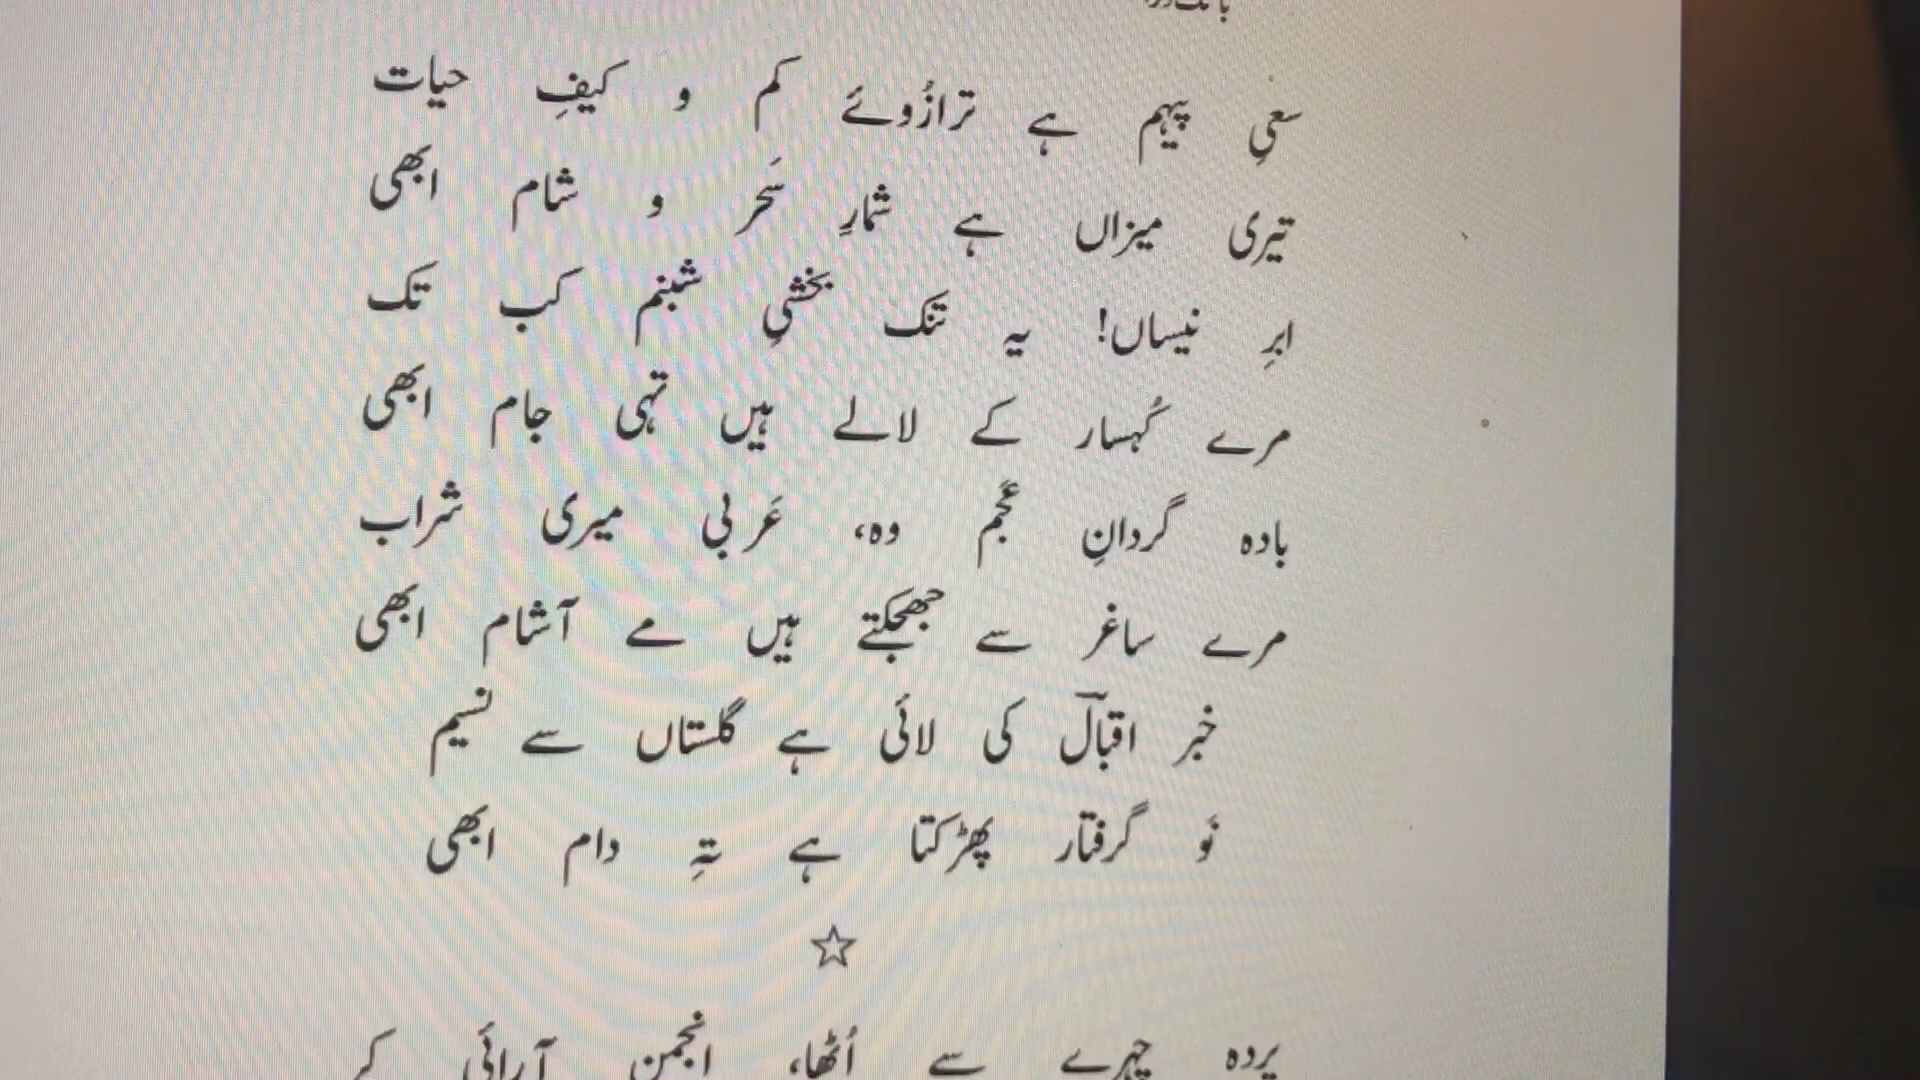 سعیِ پیہم ہے ترازُوئے کم و کیفِ حیات
تیری میزاں ہے شمارِ سَحر و شام ابھی
ابرِ نیساں! یہ تنک بخشیِ شبنم کب تک
مرے کُہسار کے لالے ہیں تہی جام ابھی
بادہ گردانِ عَجم وہ، عَربی میری شراب
مرے ساغر سے جھجکتے ہیں مے آشام ابھی
خبر اقبالؔ کی لائی ہے گلستاں سے نسیم
نَو گرفتار پھڑکتا ہے تہِ دام ابھی
پردہ چہرے سے اُٹھا، انجمن آرائی کر